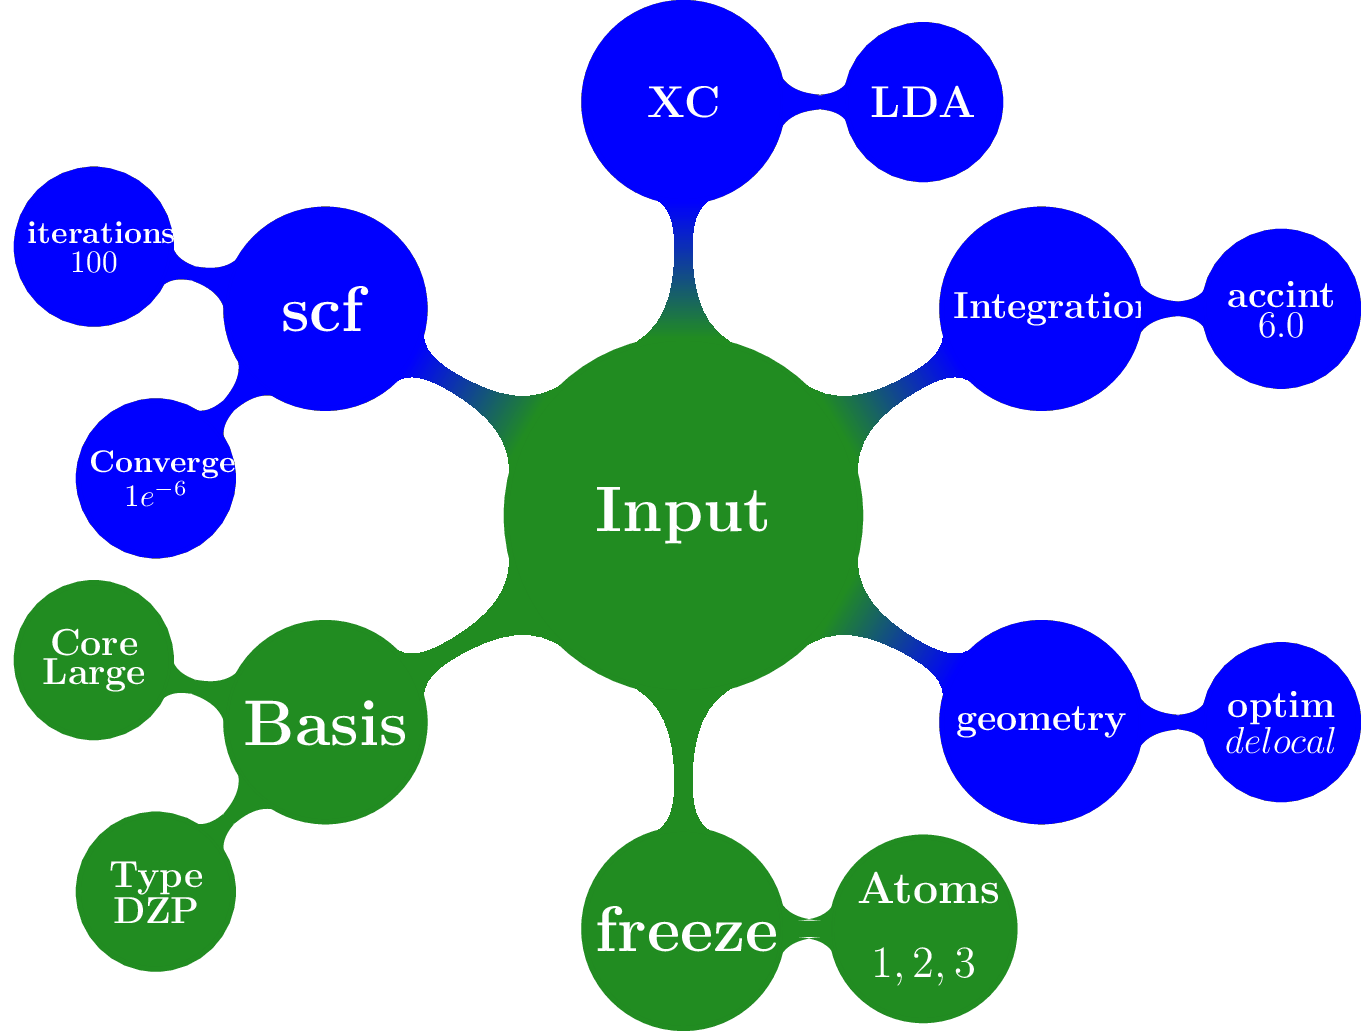 XC
LDA
iterations
100
scf
Integration
accint
6.0
Converge
1e⁻⁶
Input
Core
Large
Basis
geometry
optim
delocal
Type
DZP
freeze
Atoms
1, 2, 3